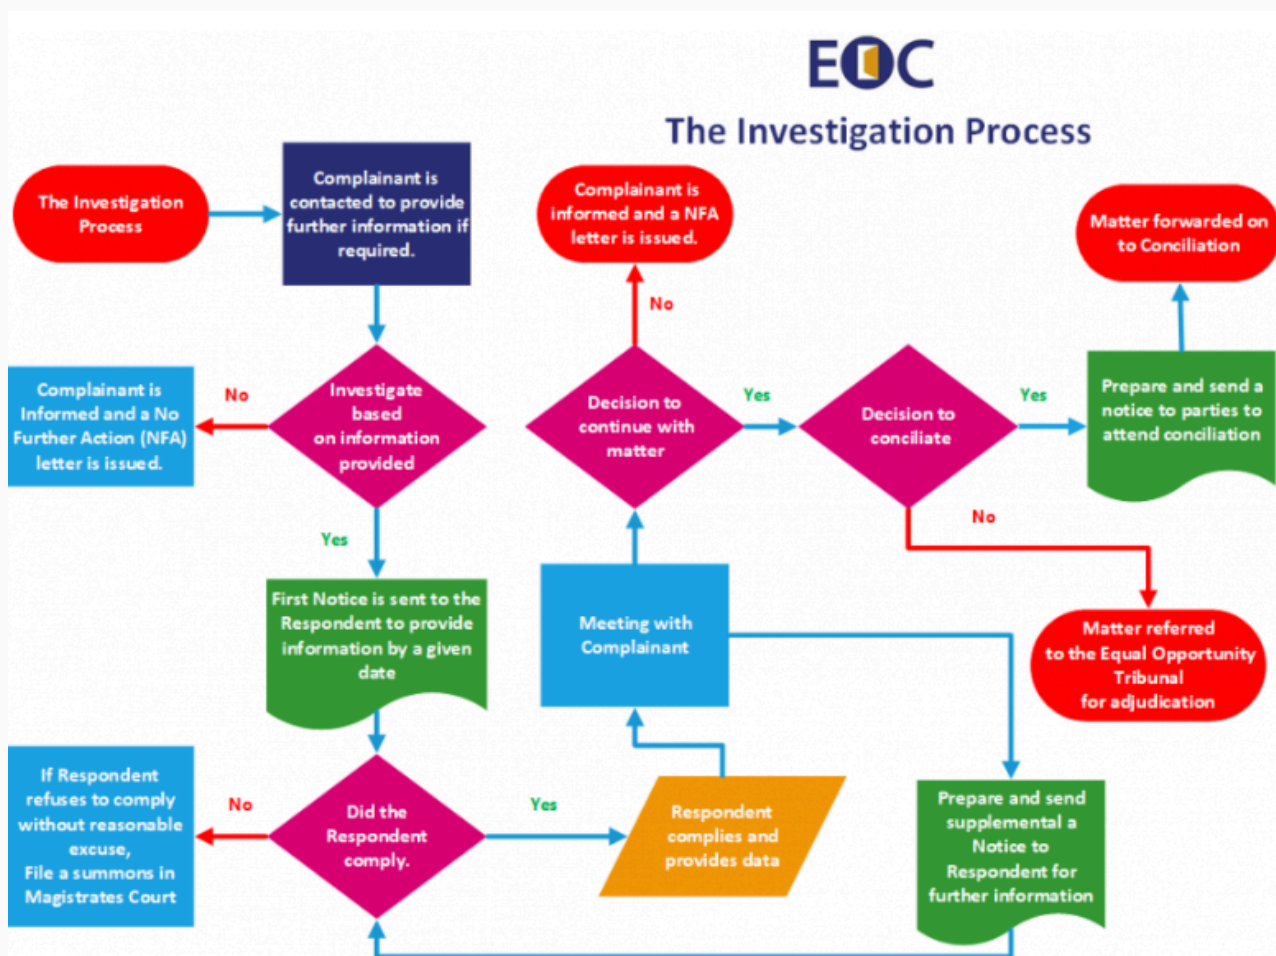 EOC
The Investigation Process
The Investigation
Process
Complainant is
contacted to provide
further information if
required.
Complainant is
informed and a NFA
letter is issued.
Matter forwarded on
to Conciliation
No
Complainant is
Informed and a No
Further Action (NFA)
letter is issued.
No
Investigate
based
on information
provided
Decision to
continue with
matter
Yes
Decision to
conciliate
Yes
Prepare and send a
notice to parties to
attend conciliation
Yes
No
First Notice is sent to the
Respondent to provide
information by a given
date
Meeting with
Complainant
Matter referred
to the Equal Opportunity
Tribunal
for adjudication
If Respondent
refuses to comply
without reasonable
excuse,
File a summons in
Magistrates Court
No
Did the
Respondent
comply.
Yes
Respondent
complies and
provides data
Prepare and send
supplemental a
Notice to
Respondent for
further information